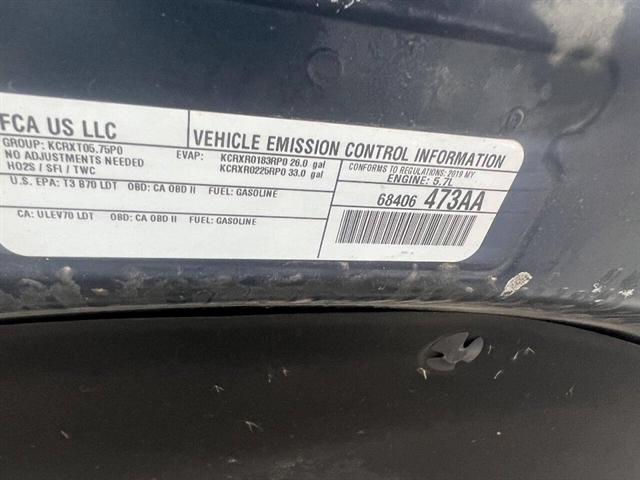 FCA US LLC
GROUP: KCRXT05.75P0
NO ADJUSTMENTS NEEDED
HO2S / SFI / TWC
EVAP: KCRXR0183RP0 26.0 gal
KCRXR0225RP0 33.0 gal
U.S. EPA: T3 B70 LDT OBD: CA OBD II FUEL: GASOLINE
CA: ULEV70 LDT OBD: CA OBD II FUEL: GASOLINE
VEHICLE EMISSION CONTROL INFORMATION
CONFORMS TO REGULATIONS: 2019 MY
ENGINE: 5.7L
68406 473AA